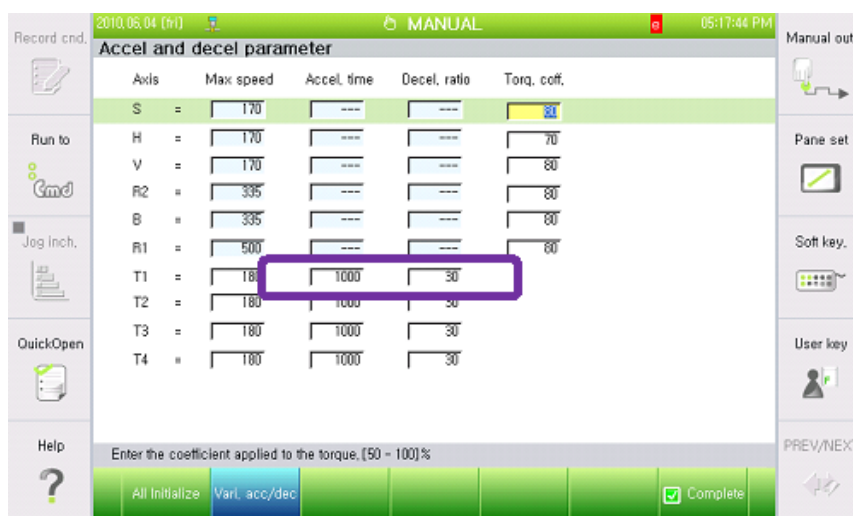 2010,06,04 (fri) MANUAL e 05:17:44 PM
Record cnd.
Accel and decel parameter
Manual out
Axis Max speed Accel, time Decel, ratio Torq, coff,
S = 170 --- --- 80
H = 170 --- --- 70
V = 170 --- --- 80
R2 = 335 --- --- 80
B = 335 --- --- 80
R1 = 500 --- --- 80
T1 = 180 1000 30
T2 = 180 1000 30
T3 = 180 1000 30
T4 = 180 1000 30
Run to
Cmd
Pane set
Jog inch,
Soft key,
QuickOpen
User key
F
Help
PREV/NEX
Enter the coefficient applied to the torque, [50 - 100]%
All Initialize Vari, acc/dec Complete